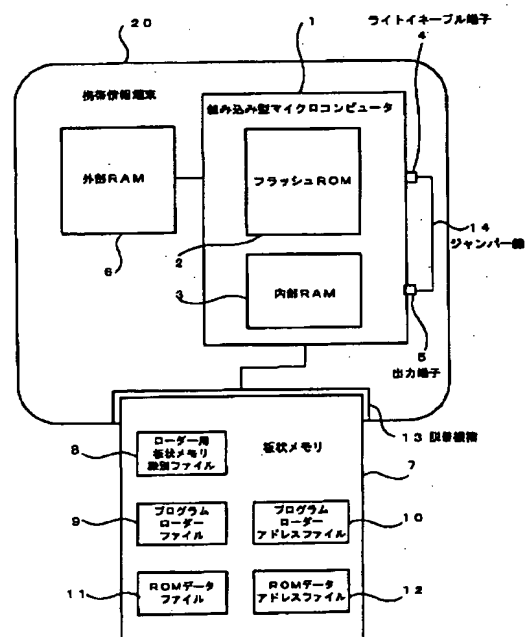 20
1
ライトイネーブル端子
4
携帯情報端末
組み込み型マイクロコンピュータ
外部RAM
フラッシュROM
14
ジャンパー線
6
2
3
内部RAM
5
出力端子
13 脱着機構
8
ローダー用
板状メモリ
識別ファイル
板状メモリ
7
9
プログラム
ローダー
ファイル
プログラム
ローダー
アドレスファイル
10
11
ROMデータ
ファイル
ROMデータ
アドレスファイル
12